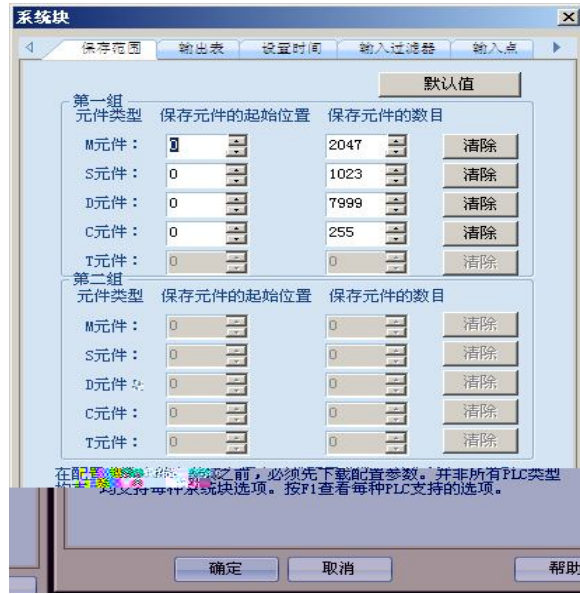 系统块
保存范围 输出表 设置时间 输入过滤器 输入点
默认值
第一组
元件类型 保存元件的起始位置 保存元件的数目
M元件： 0 2047 清除
S元件： 0 1023 清除
D元件： 0 7999 清除
C元件： 0 255 清除
T元件： 0 0 清除
第二组
元件类型 保存元件的起始位置 保存元件的数目
M元件： 0 0 清除
S元件： 0 0 清除
D元件 0 0 清除
C元件： 0 0 清除
T元件： 0 0 清除
在配置 之前，必须先下载配置参数。并非所有PLC类型
均支持每种系统块选项。按F1查看每种PLC支持的选项。
确定 取消 帮助